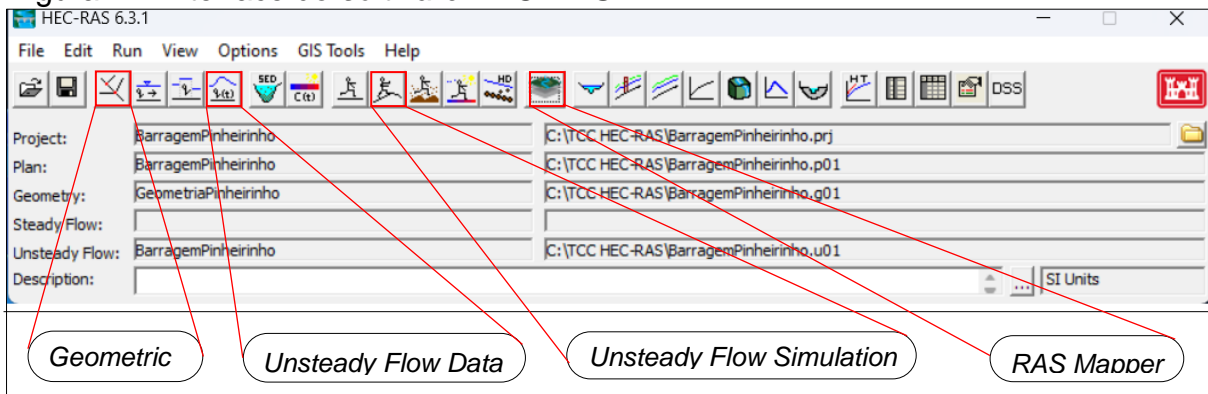 HEC-RAS 6.3.1
File Edit Run View Options GIS Tools Help
SED
C(t)
HD
HT
DSS
Project: BarragemPinheirinho C:\TCC HEC-RAS\BarragemPinheirinho.prj
Plan: BarragemPinheirinho C:\TCC HEC-RAS\BarragemPinheirinho.p01
Geometry: GeometriaPinheirinho C:\TCC HEC-RAS\BarragemPinheirinho.g01
Steady Flow:
Unsteady Flow: BarragemPinheirinho C:\TCC HEC-RAS\BarragemPinheirinho.u01
Description: ... SI Units
Geometric Unsteady Flow Data Unsteady Flow Simulation RAS Mapper